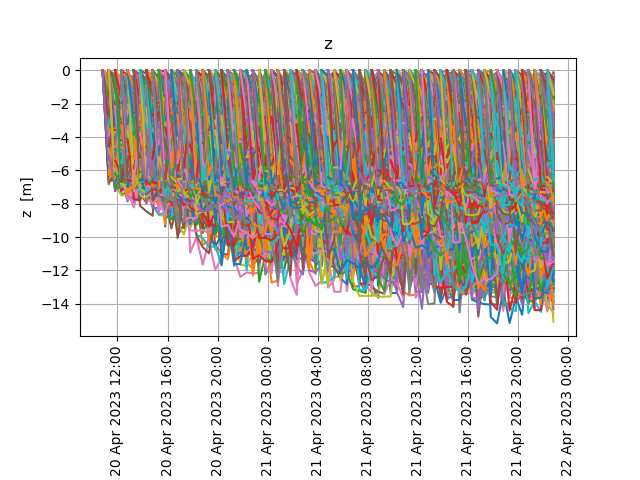 z
0
−2
−4
−6
−8
−10
−12
−14
z [m]
20 Apr 2023 12:00
20 Apr 2023 16:00
20 Apr 2023 20:00
21 Apr 2023 00:00
21 Apr 2023 04:00
21 Apr 2023 08:00
21 Apr 2023 12:00
21 Apr 2023 16:00
21 Apr 2023 20:00
22 Apr 2023 00:00